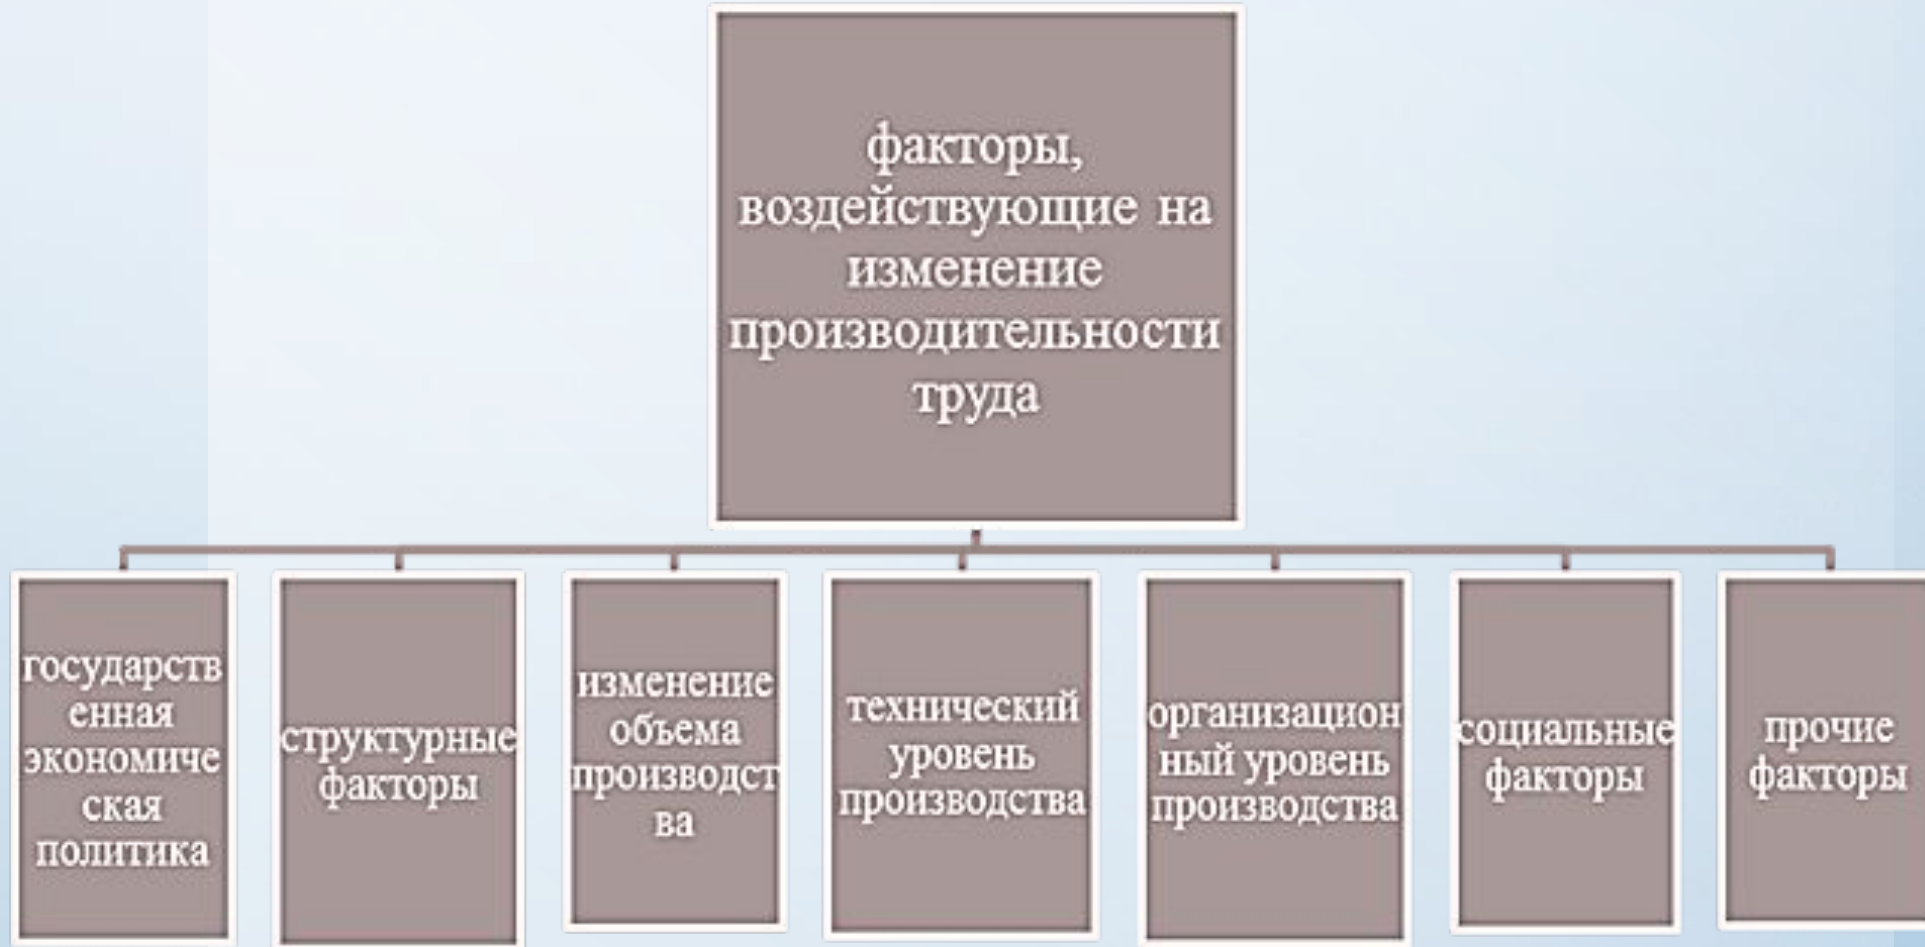 факторы,
воздействующие на
изменение
производительности
труда
государств
енная
экономиче
ская
политика
структурные
факторы
изменение
объема
производст
ва
технический
уровень
производства
организацион
ный уровень
производства
социальные
факторы
прочие
факторы